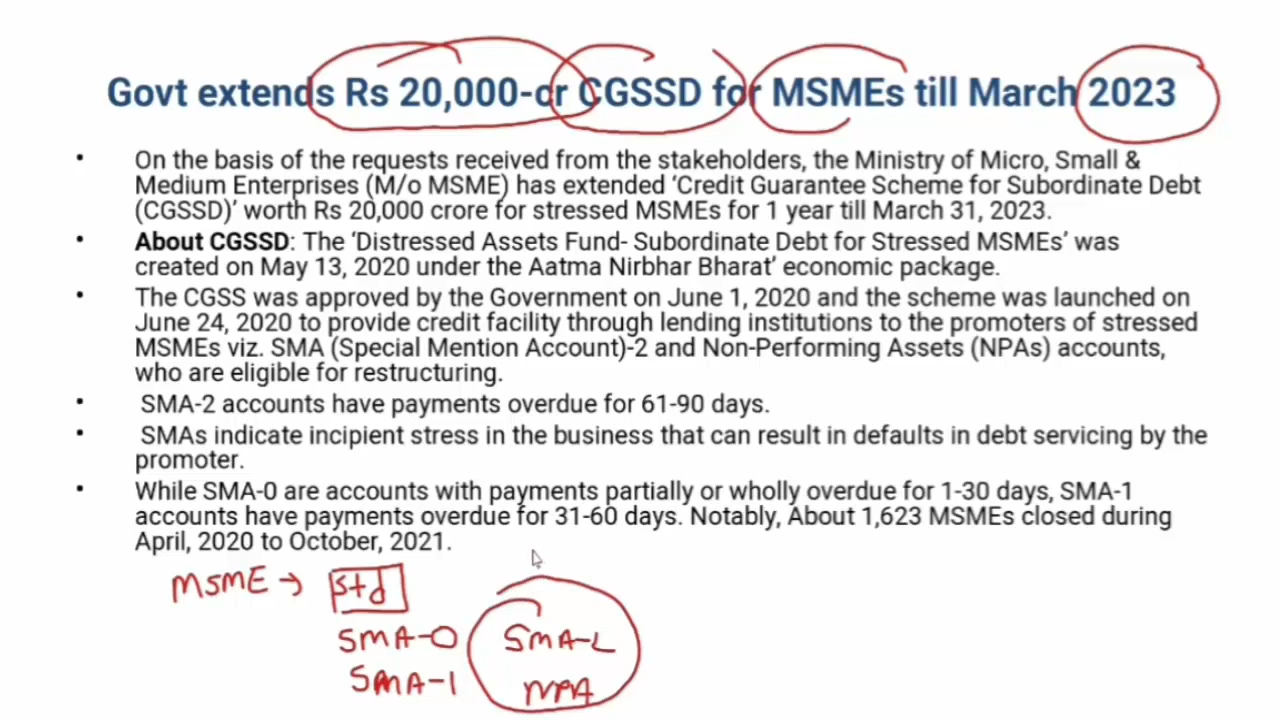 Govt extends Rs 20,000-cr CGSSD for MSMEs till March 2023
• On the basis of the requests received from the stakeholders, the Ministry of Micro, Small &
Medium Enterprises (M/o MSME) has extended ‘Credit Guarantee Scheme for Subordinate Debt
(CGSSD)’ worth Rs 20,000 crore for stressed MSMEs for 1 year till March 31, 2023.
• About CGSSD: The ‘Distressed Assets Fund- Subordinate Debt for Stressed MSMEs’ was
created on May 13, 2020 under the Aatma Nirbhar Bharat’ economic package.
• The CGSS was approved by the Government on June 1, 2020 and the scheme was launched on
June 24, 2020 to provide credit facility through lending institutions to the promoters of stressed
MSMEs viz. SMA (Special Mention Account)-2 and Non-Performing Assets (NPAs) accounts,
who are eligible for restructuring.
• SMA-2 accounts have payments overdue for 61-90 days.
• SMAs indicate incipient stress in the business that can result in defaults in debt servicing by the
promoter.
• While SMA-0 are accounts with payments partially or wholly overdue for 1-30 days, SMA-1
accounts have payments overdue for 31-60 days. Notably, About 1,623 MSMEs closed during
April, 2020 to October, 2021.
MSME → Std
SMA-0 SMA-2
SMA-1 NPA